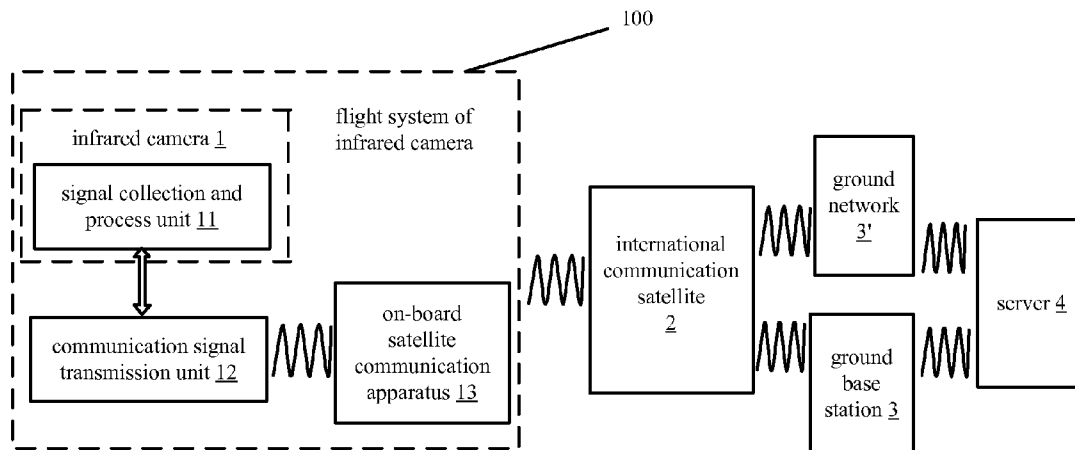 100
flight system of
infrared camera
infrared camera 1
signal collection and
process unit 11
communication signal
transmission unit 12
on-board
satellite
communication
apparatus 13
international
communication
satellite
2
ground
network
3'
ground
base
station 3
server 4